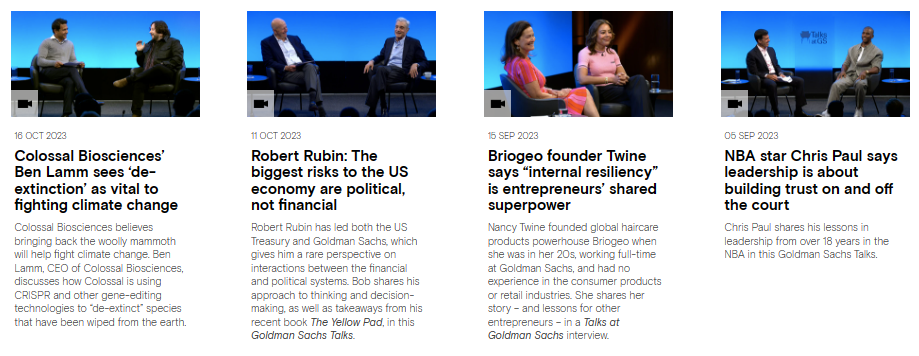 Talks
at GS
16 OCT 2023
Colossal Biosciences’
Ben Lamm sees ‘de-
extinction’ as vital to
fighting climate change
Colossal Biosciences believes
bringing back the woolly mammoth
will help fight climate change. Ben
Lamm, CEO of Colossal Biosciences,
discusses how Colossal is using
CRISPR and other gene-editing
technologies to “de-extinct” species
that have been wiped from the earth.
11 OCT 2023
Robert Rubin: The
biggest risks to the US
economy are political,
not financial
Robert Rubin has led both the US
Treasury and Goldman Sachs, which
gives him a rare perspective on
interactions between the financial
and political systems. Bob shares his
approach to thinking and decision-
making, as well as takeaways from his
recent book The Yellow Pad, in this
Goldman Sachs Talks.
15 SEP 2023
Briogeo founder Twine
says “internal resiliency”
is entrepreneurs’ shared
superpower
Nancy Twine founded global haircare
products powerhouse Briogeo when
she was in her 20s, working full-time
at Goldman Sachs, and had no
experience in the consumer products
or retail industries. She shares her
story – and lessons for other
entrepreneurs – in a Talks at
Goldman Sachs interview.
05 SEP 2023
NBA star Chris Paul says
leadership is about
building trust on and off
the court
Chris Paul shares his lessons in
leadership from over 18 years in the
NBA in this Goldman Sachs Talks.